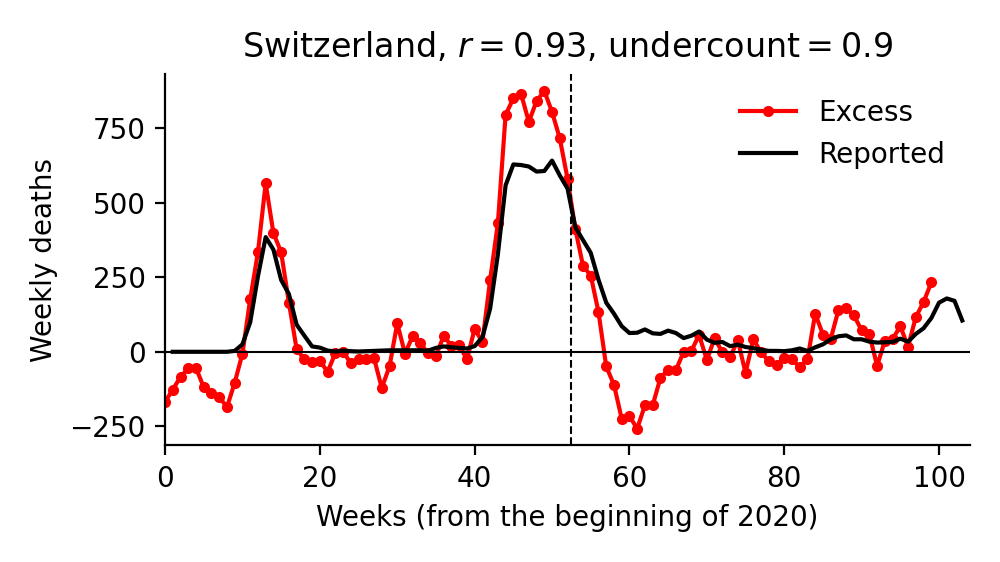 Switzerland, r = 0.93, undercount = 0.9
Excess
Reported
Weekly deaths
750
500
250
0
−250
0 20 40 60 80 100
Weeks (from the beginning of 2020)